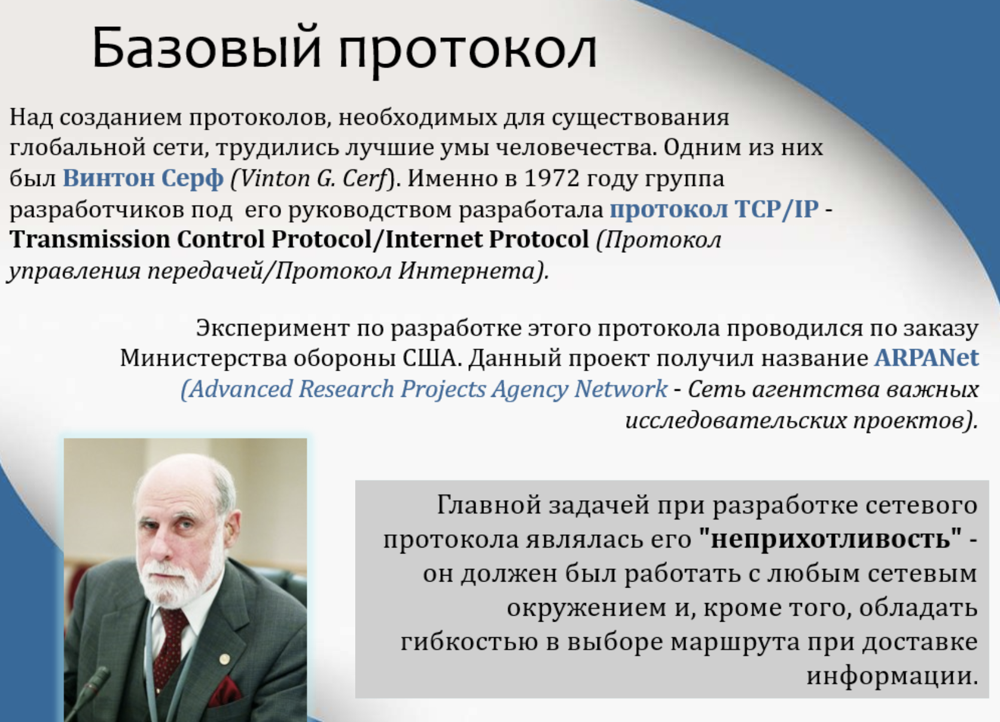 Базовый протокол
Над созданием протоколов, необходимых для существования
глобальной сети, трудились лучшие умы человечества. Одним из них
был Винтон Серф (Vinton G. Cerf). Именно в 1972 году группа
разработчиков под  его руководством разработала протокол TCP/IP -
Transmission Control Protocol/Internet Protocol (Протокол
управления передачей/Протокол Интернета).
Эксперимент по разработке этого протокола проводился по заказу
Министерства обороны США. Данный проект получил название ARPANet
(Advanced Research Projects Agency Network - Сеть агентства важных
исследовательских проектов).
Главной задачей при разработке сетевого
протокола являлась его "неприхотливость" -
он должен был работать с любым сетевым
окружением и, кроме того, обладать
гибкостью в выборе маршрута при доставке
информации.